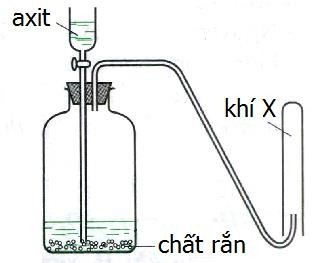 axit
khí X
chất rắn